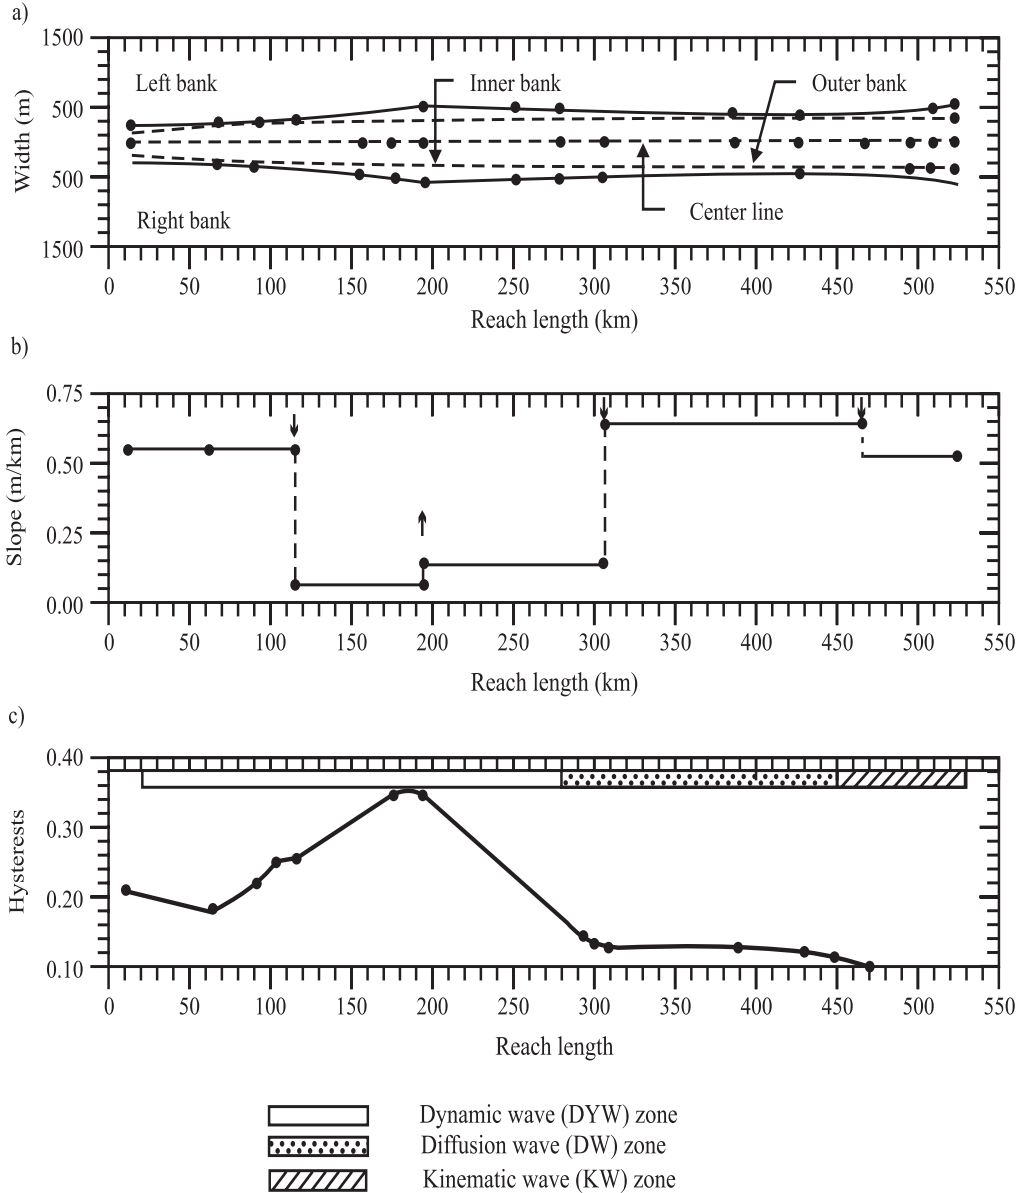 a)
1500
500
500
1500
Width (m)
Left bank
Inner bank
Outer bank
Right bank
Center line
0 50 100 150 200 250 300 350 400 450 500 550
Reach length (km)
b)
0.75
0.50
0.25
0.00
Slope (m/km)
0 50 100 150 200 250 300 350 400 450 500 550
Reach length (km)
c)
0.40
0.30
0.20
0.10
Hysterests
0 50 100 150 200 250 300 350 400 450 500 550
Reach length
Dynamic wave (DYW) zone
Diffusion wave (DW) zone
Kinematic wave (KW) zone